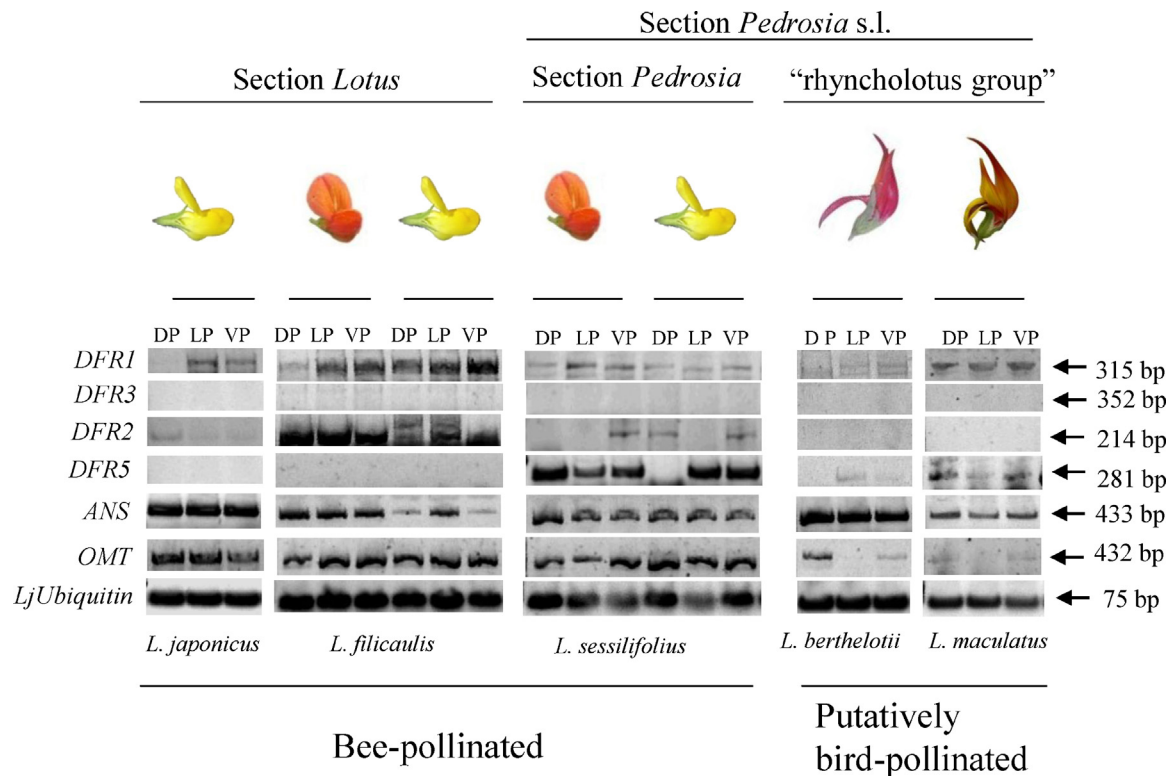 Section Pedrosia s.l.
Section Lotus Section Pedrosia “rhyncholotus group”
DP LP VP DP LP VP DP LP VP DP LP VP DP LP VP D P LP VP DP LP VP
DFR1 315 bp
DFR3 352 bp
DFR2 214 bp
DFR5 281 bp
ANS 433 bp
OMT 432 bp
LjUbiquitin 75 bp
L. japonicus L. filicaulis L. sessilifolius L. berthelotii L. maculatus
Bee-pollinated
Putatively
bird-pollinated